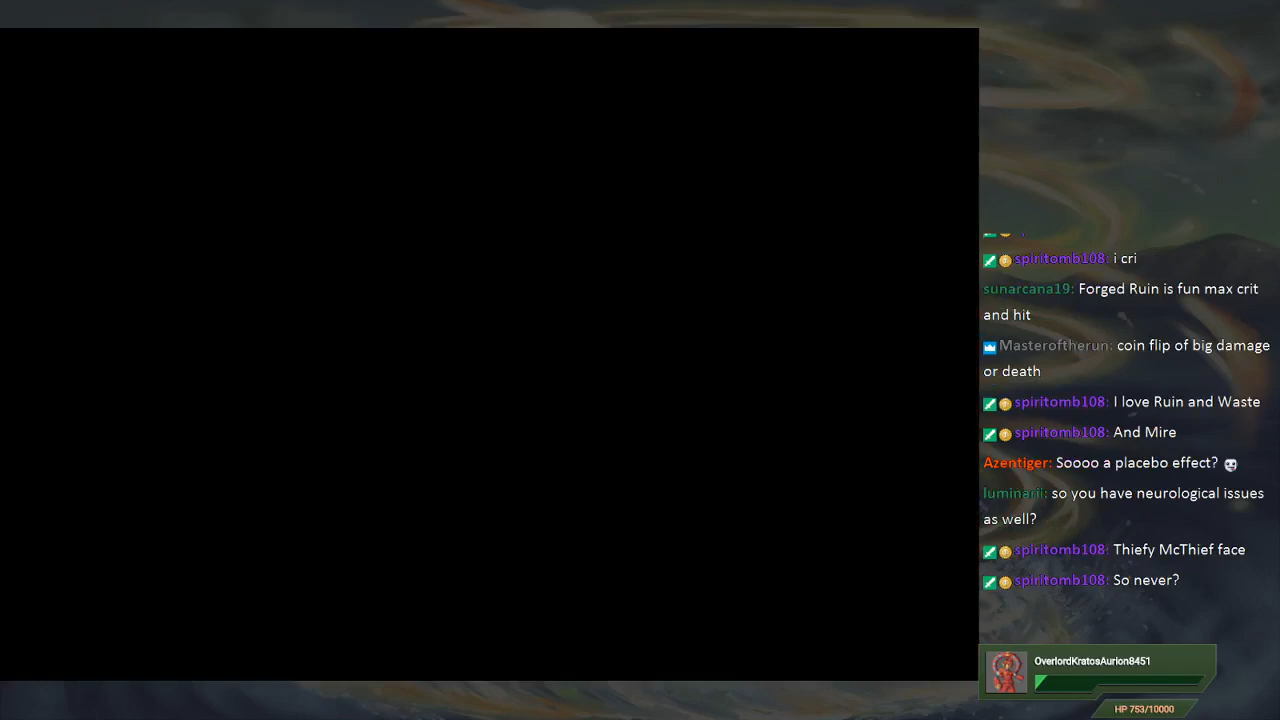 spiritomb108: i cri
sunarcana19: Forged Ruin is fun max crit
and hit
Masteroftherun: coin flip of big damage
or death
spiritomb108: I love Ruin and Waste
spiritomb108: And Mire
Azentiger: Soooo a placebo effect?
luminarii: so you have neurological issues
as well?
spiritomb108: Thiefy McThief face
spiritomb108: So never?
OverlordKratosAurion8451
HP 753/10000